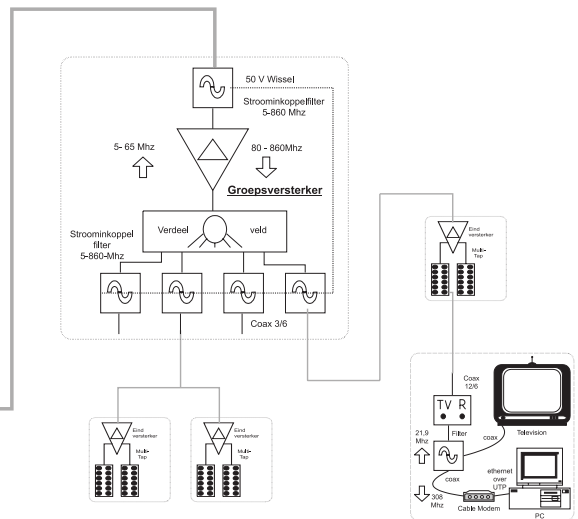 50 V Wissel
Stroominkoppelfilter
5-860 Mhz
5- 65 Mhz
80 - 860Mhz
Groepsversterker
Verdeel veld
Stroominkoppel
filter
5-860-Mhz
Coax 3/6
Eind
versterker
Multi-
Tap
Eind
versterker
Multi-
Tap
Eind
versterker
Multi-
Tap
Coax
12/6
TV R
Television
21,9
Mhz
Filter
coax
coax
ethernet
over
UTP
308
Mhz
Cable Modem
PC